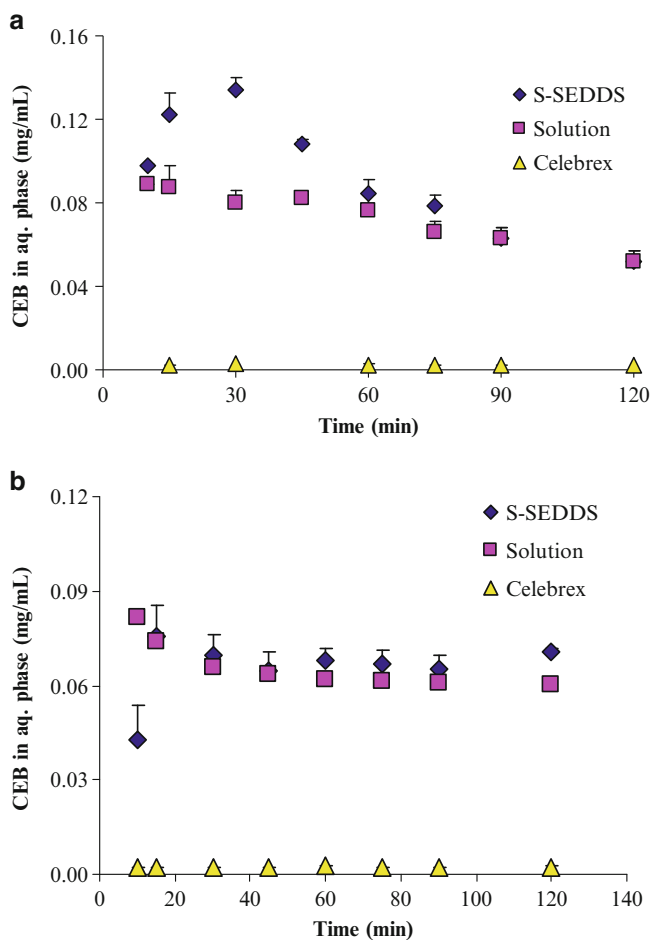 a
0.16
0.12
0.08
0.04
0.00
CEB in aq. phase (mg/mL)
S-SEDDS
Solution
Celebrex
0 30 60 90 120
Time (min)
b
0.12
0.09
0.06
0.03
0.00
CEB in aq. phase (mg/mL)
S-SEDDS
Solution
Celebrex
0 20 40 60 80 100 120 140
Time (min)